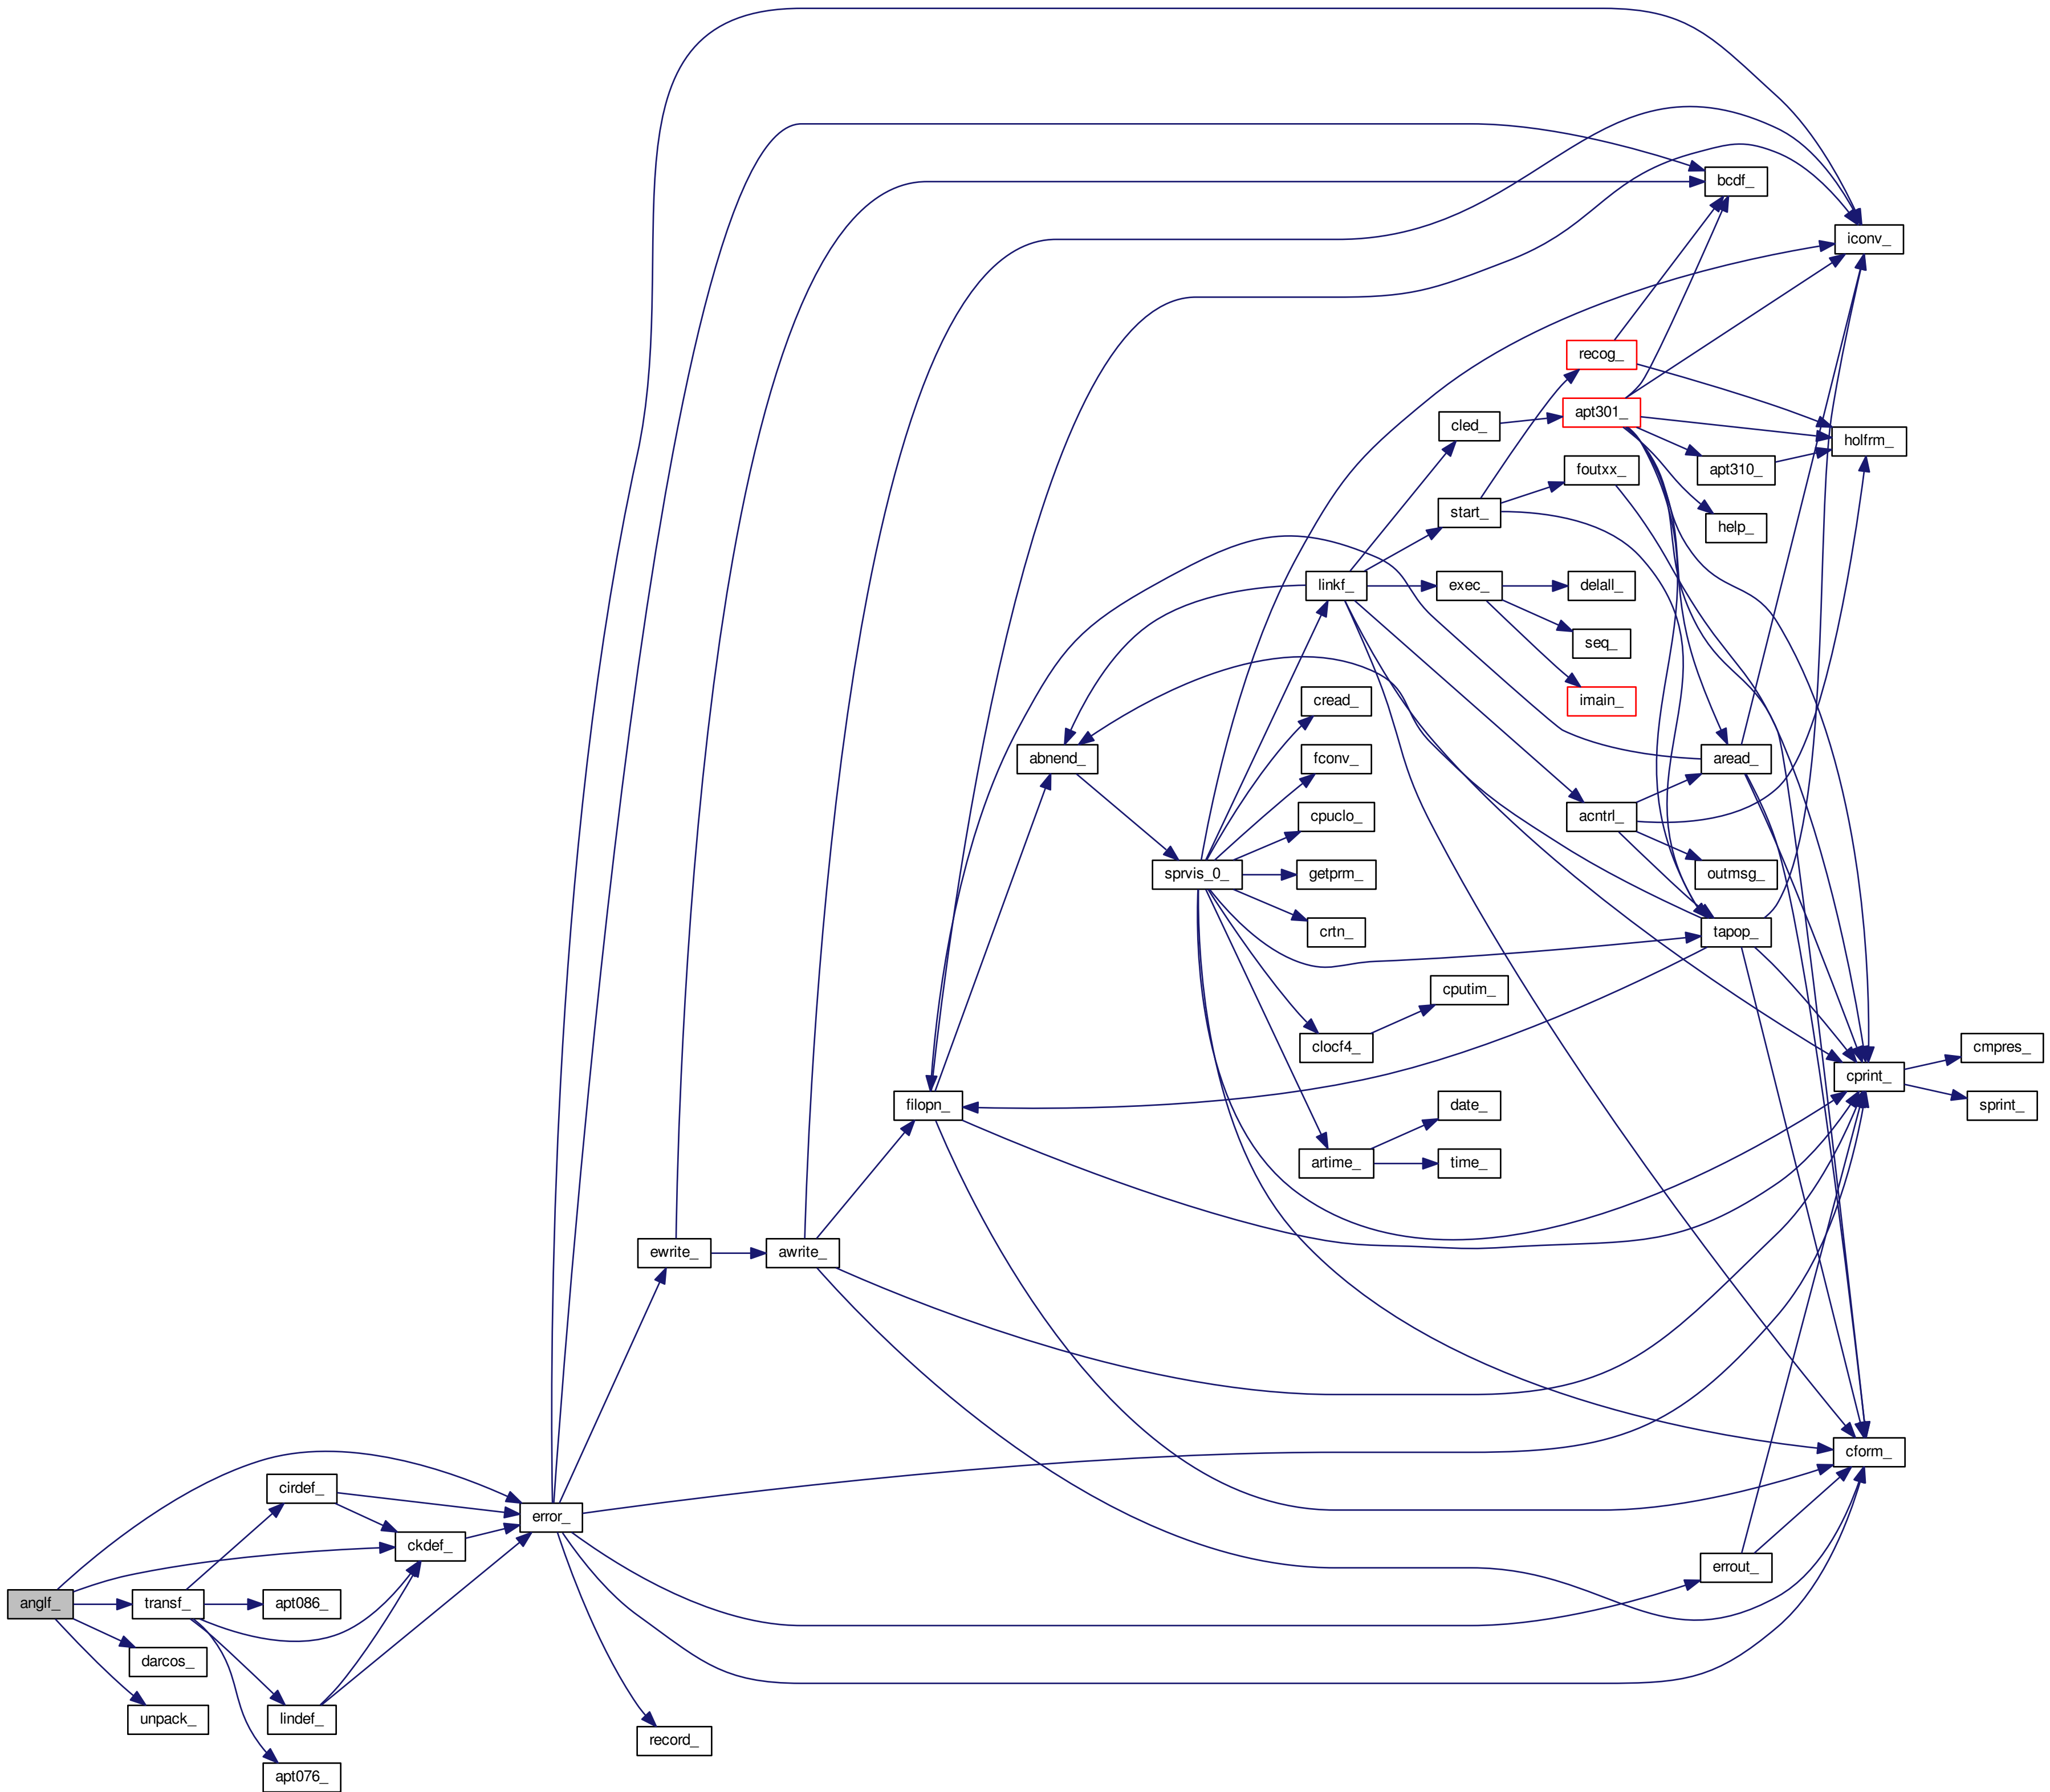 bcdf_
iconv_
recog_
apt301_
cled_
holfrm_
foutxx_
apt310_
start_
help_
linkf_
exec_
delall_
seq_
cread_
imain_
abnend_
fconv_
aread_
cpuclo_
acntrl_
sprvis_0_
getprm_
outmsg_
crtn_
tapop_
cputim_
clocf4_
cmpres_
cprint_
filopn_
date_
sprint_
artime_
time_
ewrite_
awrite_
cform_
cirdef_
error_
ckdef_
errout_
anglf_
transf_
apt086_
darcos_
unpack_
lindef_
record_
apt076_